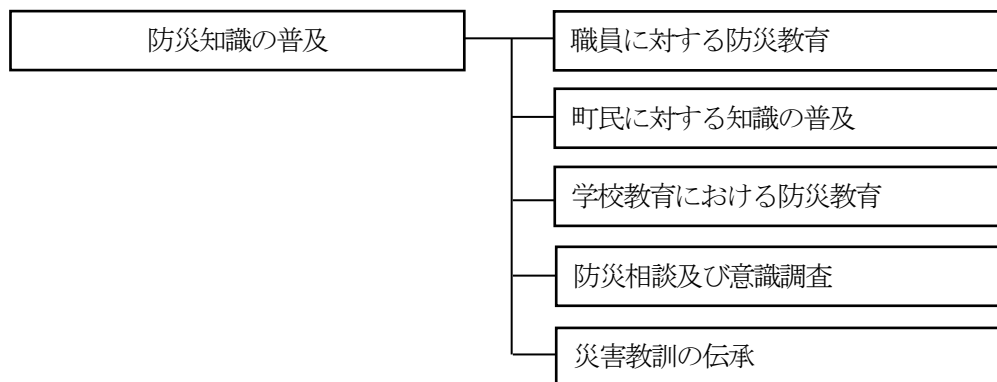 防災知識の普及
職員に対する防災教育
町民に対する知識の普及
学校教育における防災教育
防災相談及び意識調査
災害教訓の伝承